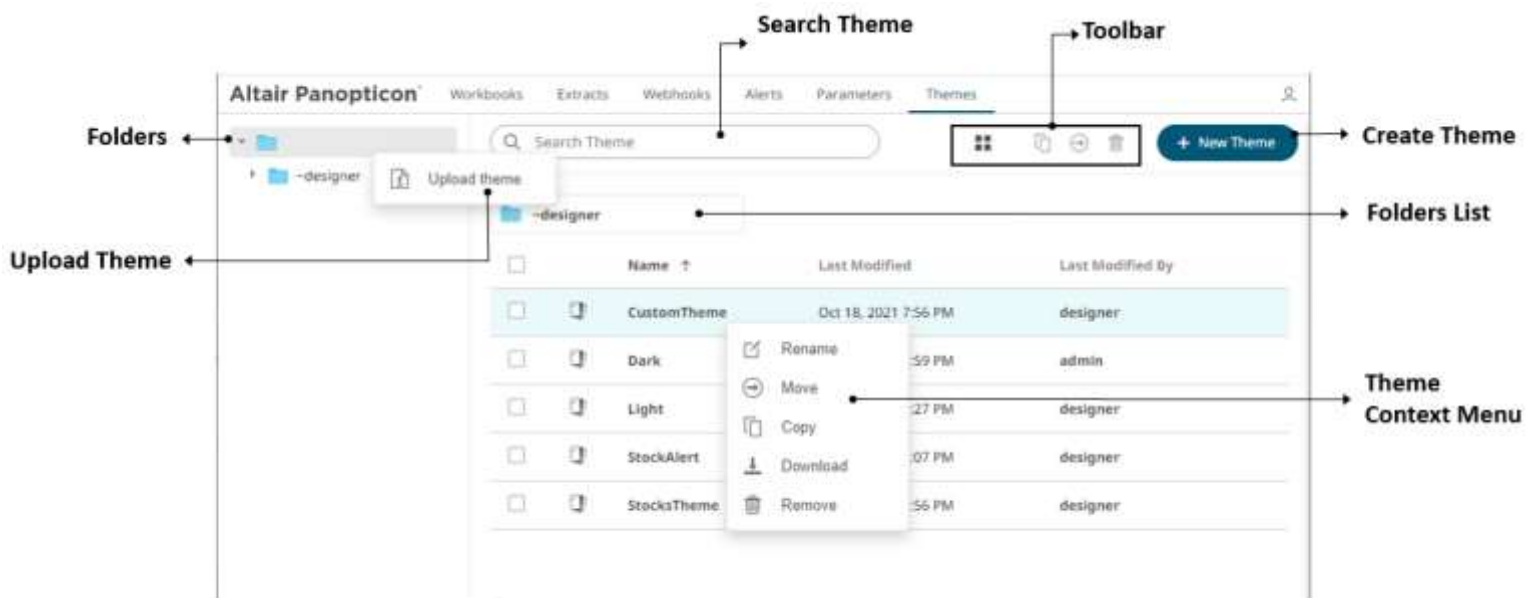 Search Theme
Toolbar
Altair Panopticon
Workbooks Extracts Webhooks Alerts Parameters Themes
Folders
Search Theme
+ New Theme
Create Theme
~designer
Upload theme
~designer
Folders List
Upload Theme
Name ↑ Last Modified Last Modified By
CustomTheme Oct 18, 2021 7:56 PM designer
Rename
Dark :59 PM admin
Move
Theme
Context Menu
Light :27 PM designer
Copy
StockAlert :07 PM designer
Download
StocksTheme :56 PM designer
Remove